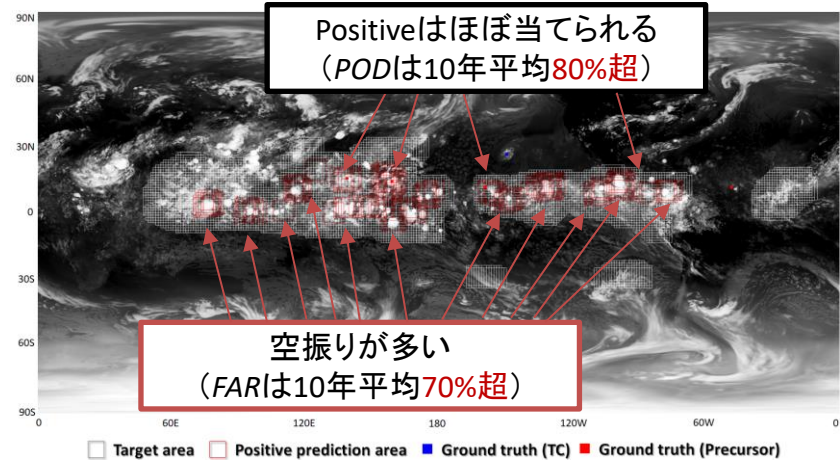 90N
Positiveはほぼ当てられる
（PODは10年平均80%超）
60N
30N
0
30S
空振りが多い
（FARは10年平均70%超）
60S
90S
0 60E 120E 180 120W 60W 0
Target area Positive prediction area Ground truth (TC) Ground truth (Precursor)